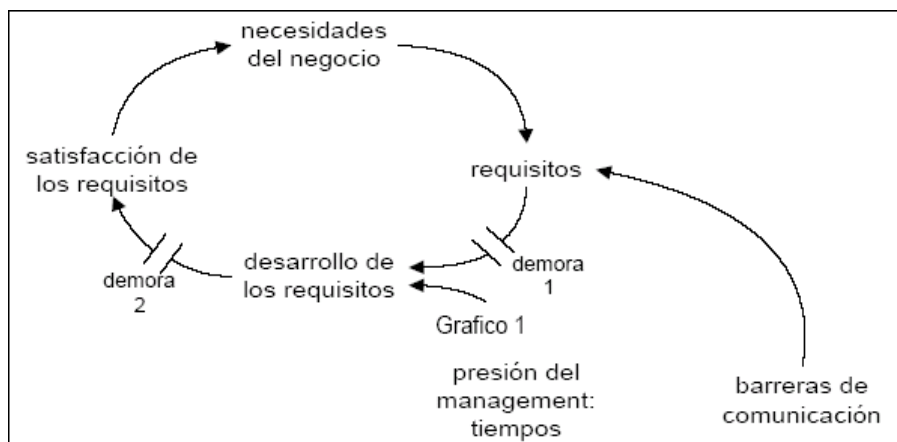 necesidades
del negocio
satisfacción de
los requisitos
requisitos
desarrollo de
los requisitos
demora
1
demora
2
Grafico 1
presión del
management:
tiempos
barreras de
comunicación